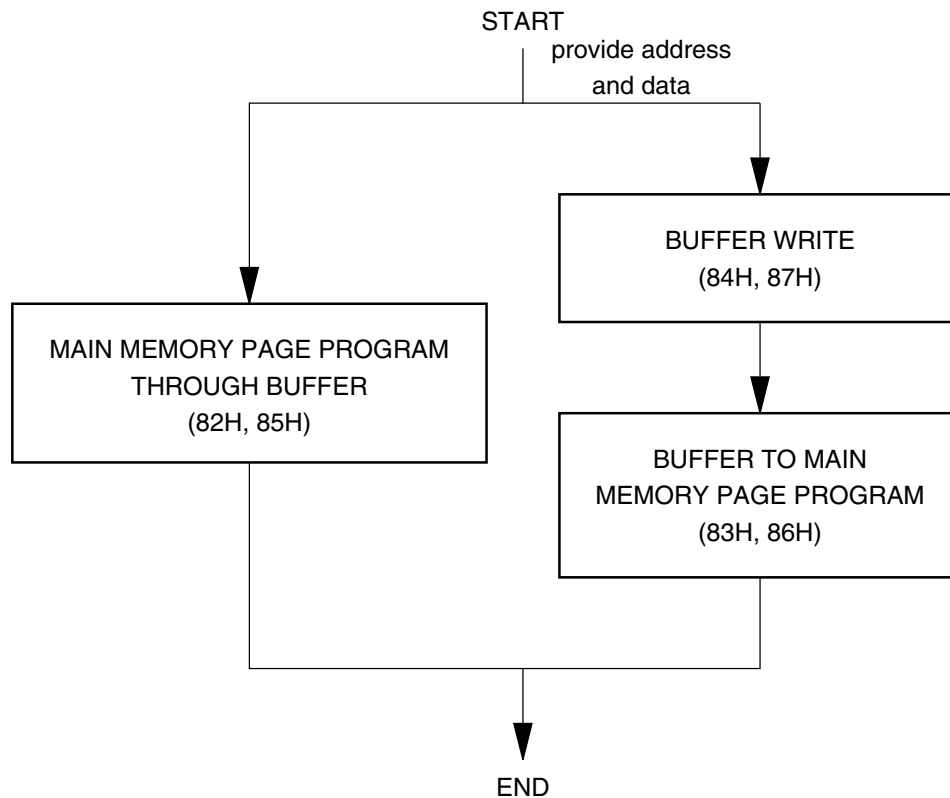 START
provide address
and data
BUFFER WRITE
(84H, 87H)
MAIN MEMORY PAGE PROGRAM
THROUGH BUFFER
(82H, 85H)
BUFFER TO MAIN
MEMORY PAGE PROGRAM
(83H, 86H)
END